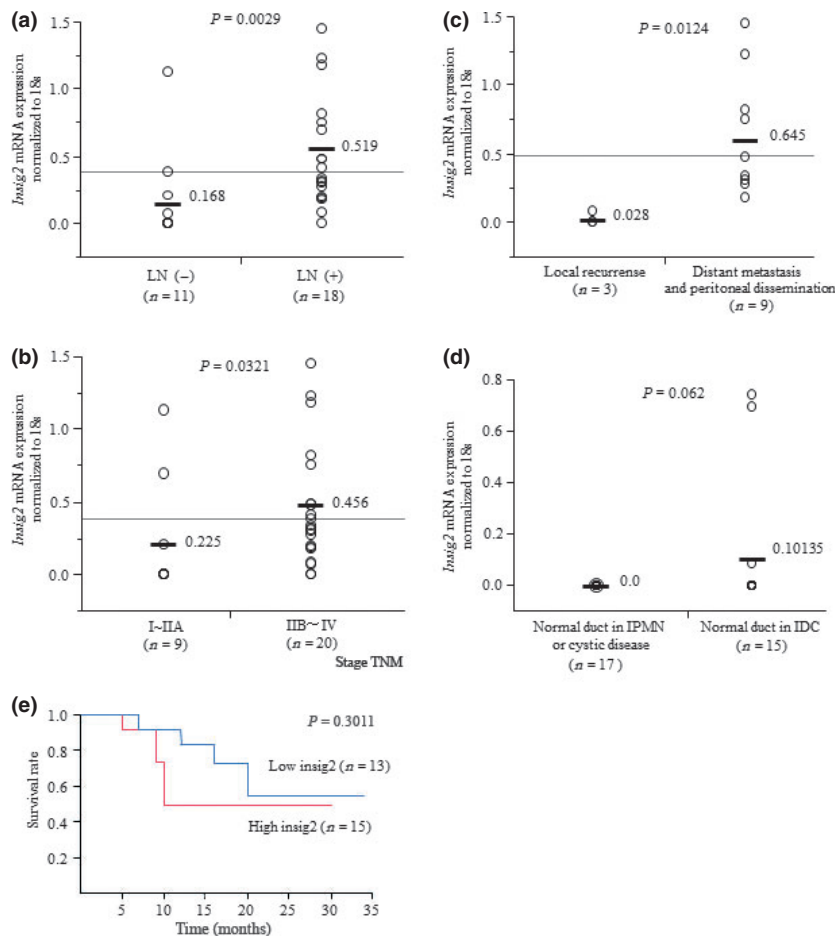 (a)
P = 0.0029
Insig2 mRNA expression
normalized to 18s
1.5
1.0
0.5
0.0
0.168
0.519
LN (−)
(n = 11)
LN (+)
(n = 18)
(b)
P = 0.0321
Insig2 mRNA expression
normalized to 18s
1.5
1.0
0.5
0.0
0.225
0.456
I~IIA
(n = 9)
IIB~ IV
(n = 20)
Stage TNM
(c)
P = 0.0124
Insig2 mRNA expression
normalized to 18s
1.5
1.0
0.5
0.0
0.028
0.645
Local recurrense
(n = 3)
Distant metastasis
and peritoneal dissemination
(n = 9)
(d)
P = 0.062
Insig2 mRNA expression
normalized to 18s
0.8
0.6
0.4
0.2
0.0
0.0
0.10135
Normal duct in IPMN
or cystic disease
(n = 17)
Normal duct in IDC
(n = 15)
(e)
P = 0.3011
Survival rate
1.0
0.8
0.6
0.4
0.2
Low insig2 (n = 13)
High insig2 (n = 15)
5 10 15 20 25 30 35
Time (months)